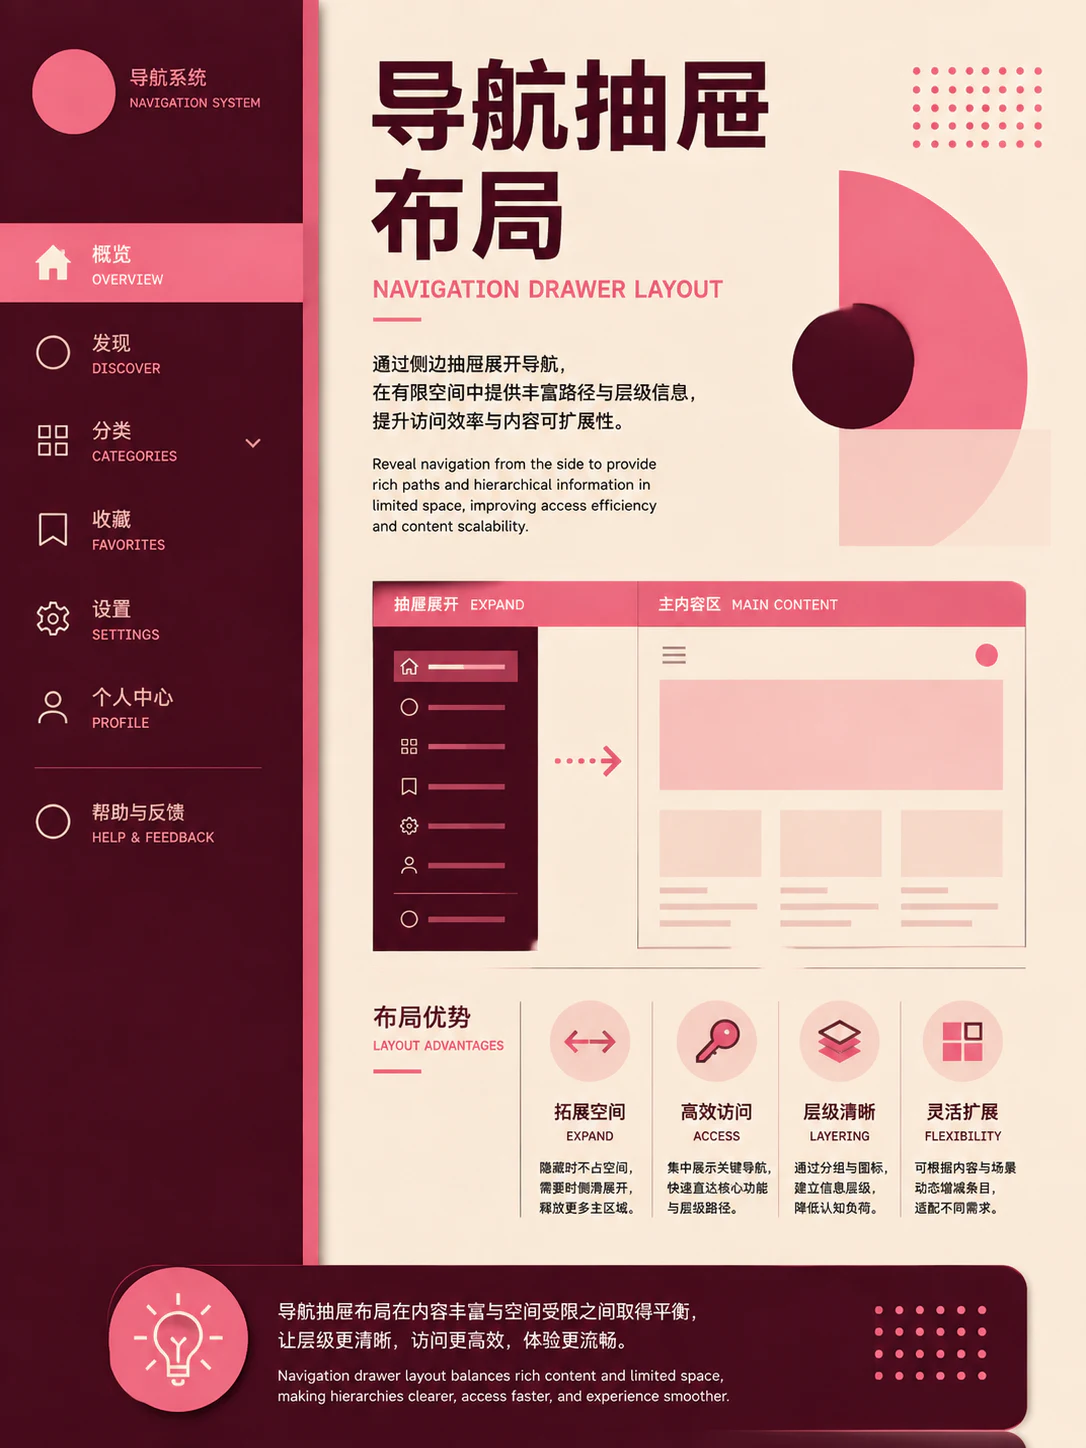 导航系统
NAVIGATION SYSTEM
概览
OVERVIEW
发现
DISCOVER
分类
CATEGORIES
收藏
FAVORITES
设置
SETTINGS
个人中心
PROFILE
帮助与反馈
HELP & FEEDBACK
导航抽屉
布局
NAVIGATION DRAWER LAYOUT
通过侧边抽屉展开导航，
在有限空间中提供丰富路径与层级信息，
提升访问效率与内容可扩展性。
Reveal navigation from the side to provide
rich paths and hierarchical information in
limited space, improving access efficiency
and content scalability.
抽屉展开 EXPAND
主内容区 MAIN CONTENT
布局优势
LAYOUT ADVANTAGES
拓展空间
EXPAND
隐藏时不占空间，
需要时侧滑展开，
释放更多主区域。
高效访问
ACCESS
集中展示关键导航，
快速直达核心功能
与层级路径。
层级清晰
LAYERING
通过分组与图标，
建立信息层级，
降低认知负荷。
灵活扩展
FLEXIBILITY
可根据内容与场景
动态增减条目，
适配不同需求。
导航抽屉布局在内容丰富与空间受限之间取得平衡，
让层级更清晰，访问更高效，体验更流畅。
Navigation drawer layout balances rich content and limited space,
making hierarchies clearer, access faster, and experience smoother.